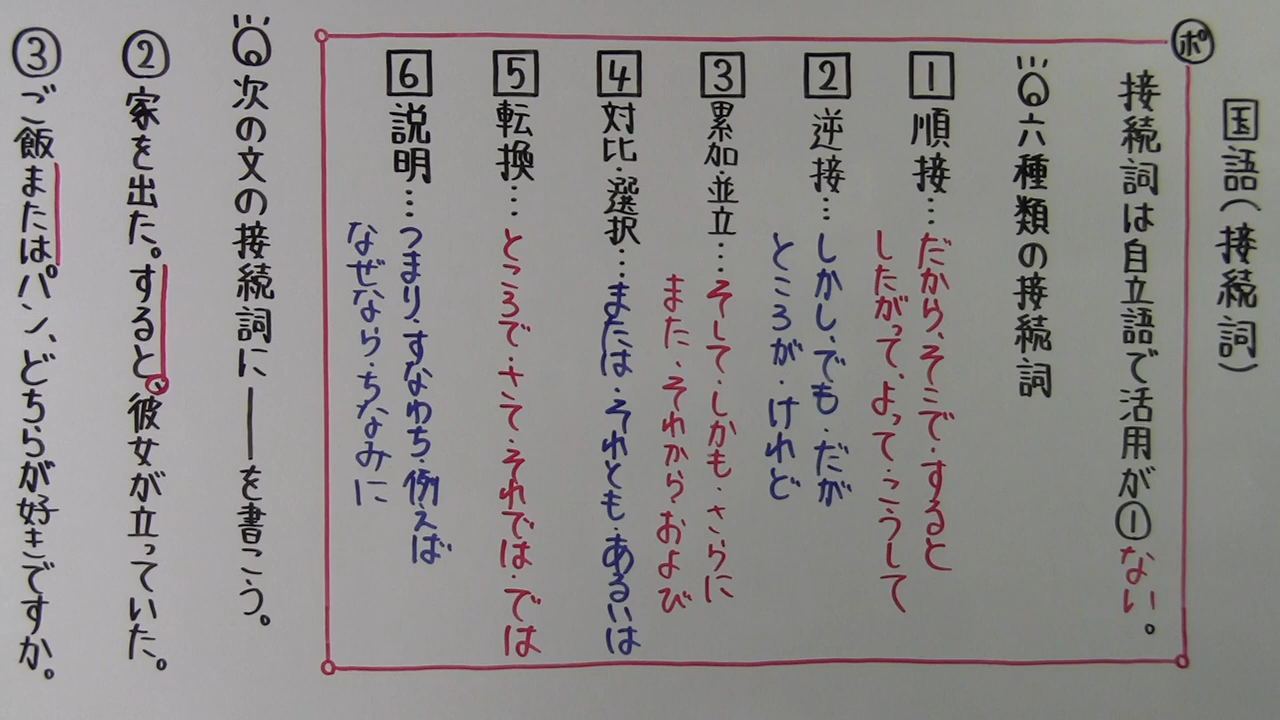 国語(接続詞)
ポ
接続詞は自立語で活用が①ない。
六種類の接続詞
1 順接…だから・そこで・すると
したがって・よって・こうして
2 逆接…しかし・でも・だが
ところが・けれど
3 累加・並立…そして・しかも・さらに
また・それから・および
4 対比・選択…または・それとも・あるいは
5 転換…ところで・さて・それでは・では
6 説明…つまり・すなわち・例えば
なぜなら・ちなみに
次の文の接続詞に――を書こう。
②家を出た。すると、彼女が立っていた。
③ご飯またはパン、どちらが好きですか。